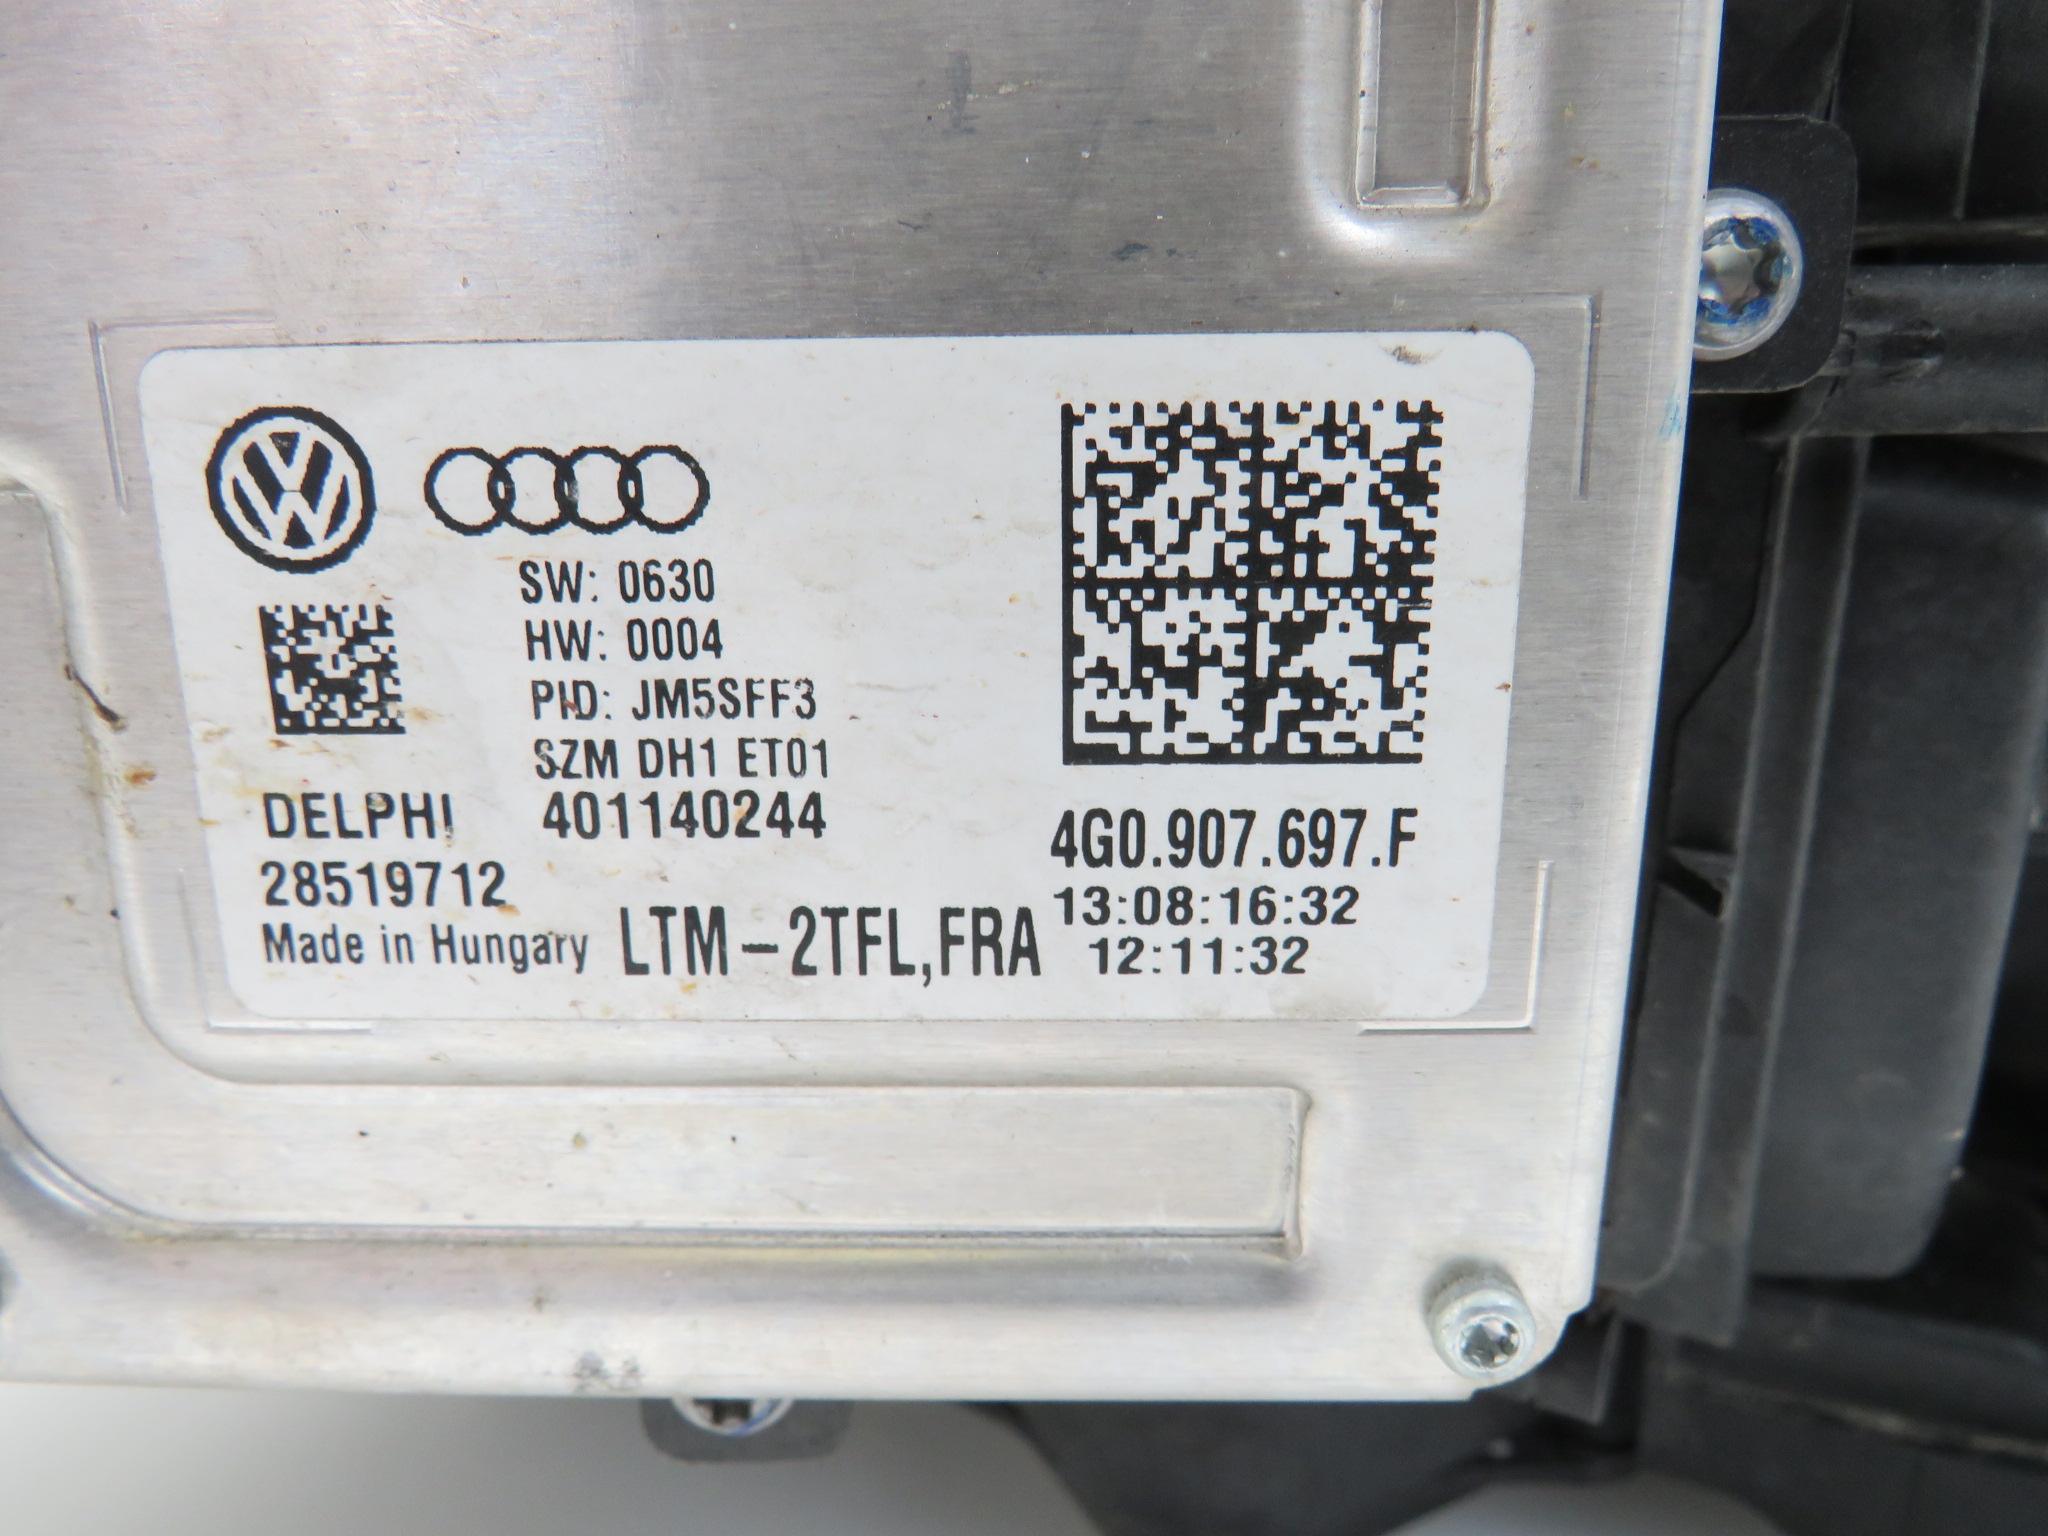 SW: 0630
HW: 0004
PID: JM5SFF3
SZM DH1 ET01
DELPHI 401140244
28519712
Made in Hungary LTM-2TFL,FRA
4G0.907.697.F
13:08:16:32
12:11:32